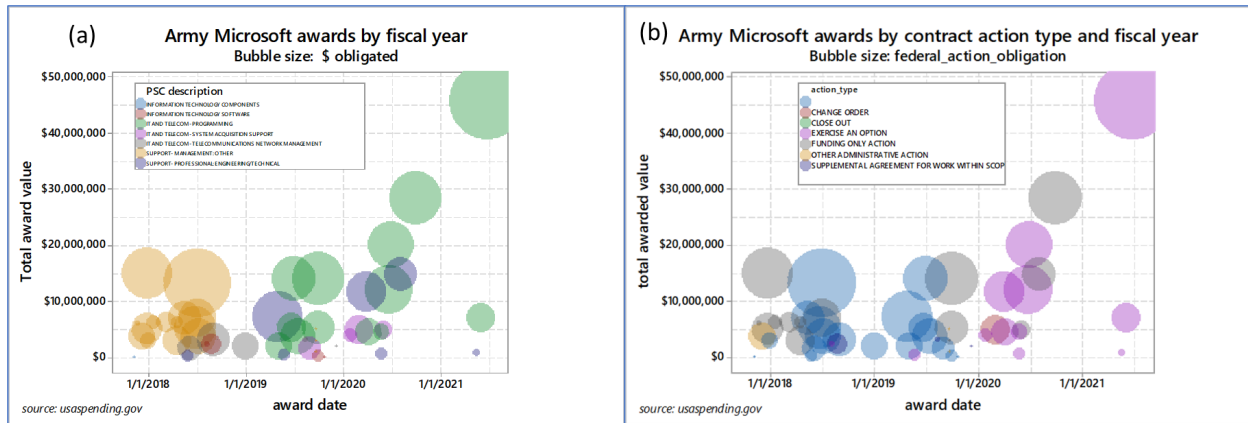 (a)
Army Microsoft awards by fiscal year
Bubble size: $ obligated
$50,000,000
PSC description
INFORMATION TECHNOLOGY COMPONENTS
INFORMATION TECHNOLOGY SOFTWARE
IT AND TELECOM - PROGRAMMING
IT AND TELECOM - SYSTEM ACQUISITION SUPPORT
IT AND TELECOM - TELECOMMUNICATIONS NETWORK MANAGEMENT
SUPPORT - MANAGEMENT: OTHER
SUPPORT - PROFESSIONAL: ENGINEERING/TECHNICAL
$40,000,000
$30,000,000
$20,000,000
$10,000,000
$0
Total award value
1/1/2018 1/1/2019 1/1/2020 1/1/2021
award date
source: usaspending.gov
(b)
Army Microsoft awards by contract action type and fiscal year
Bubble size: federal_action_obligation
$50,000,000
action_type
CHANGE ORDER
CLOSE OUT
EXERCISE AN OPTION
FUNDING ONLY ACTION
OTHER ADMINISTRATIVE ACTION
SUPPLEMENTAL AGREEMENT FOR WORK WITHIN SCOP
$40,000,000
$30,000,000
$20,000,000
$10,000,000
$0
total awarded value
1/1/2018 1/1/2019 1/1/2020 1/1/2021
award date
source: usaspending.gov